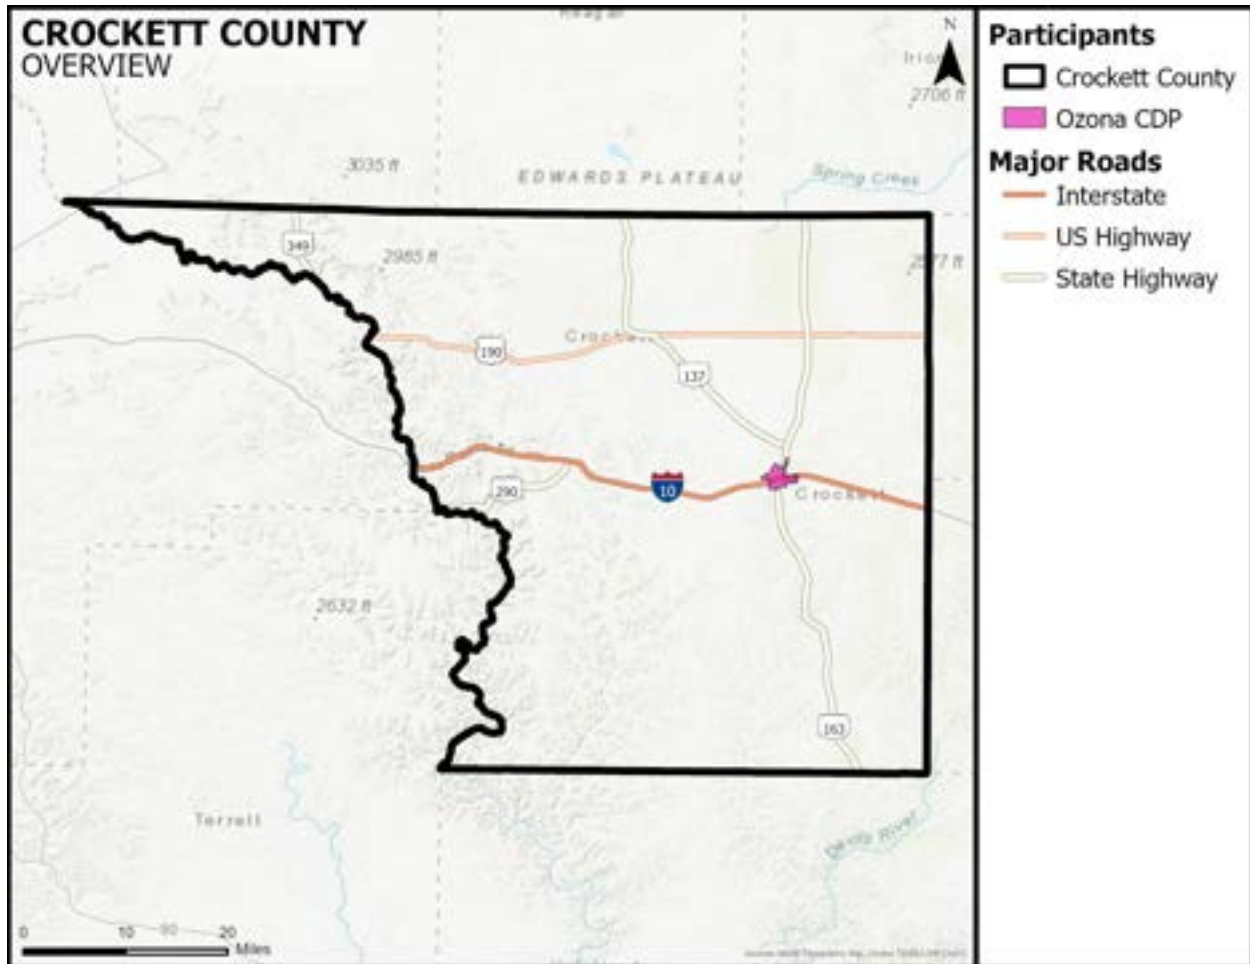 CROCKETT COUNTY
OVERVIEW
N
2706 ft
3035 ft
EDWARDS PLATEAU
Spring Creek
349
2985 ft
Crockett
190
137
290
10
Crockett
2632 ft
163
Terrell
Devils River
0 10 20
Miles
90
Participants
Crockett County
Ozona CDP
Major Roads
Interstate
US Highway
State Highway